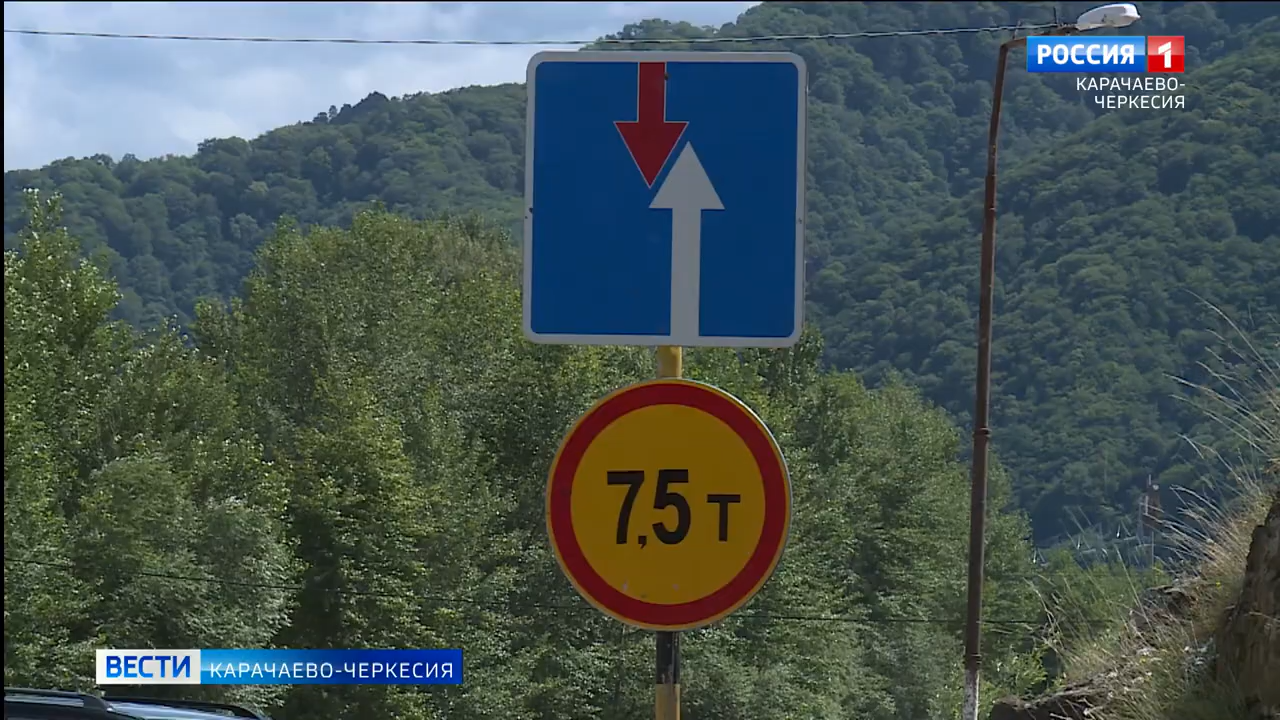 РОССИЯ 1
КАРАЧАЕВО-
ЧЕРКЕСИЯ
7,5 т
ВЕСТИ КАРАЧАЕВО-ЧЕРКЕСИЯ